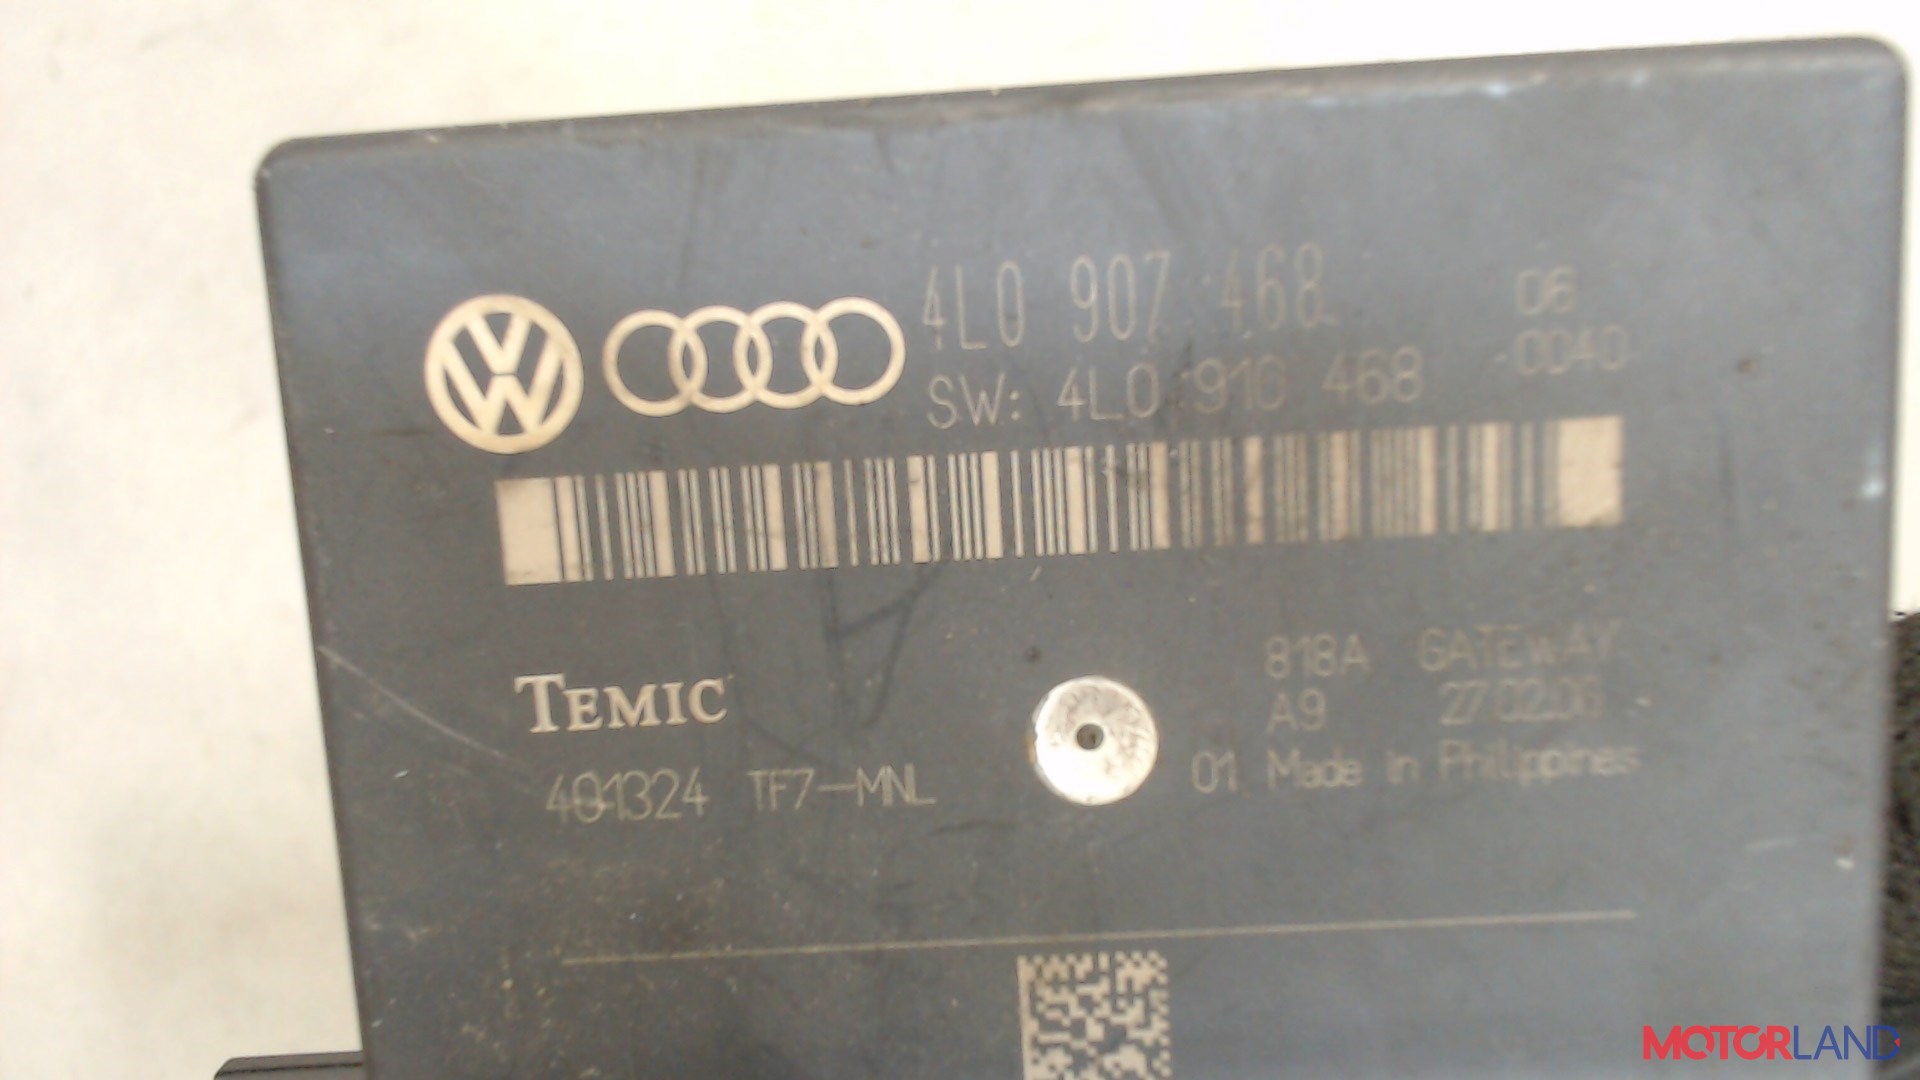 4L0 907 468 06
SW: 4L0 910 468 0040
TEMIC
818A GATEWAY
A9 27.02.06
401324 TF7-MNL
01 Made in Philippines
MOTORLAND